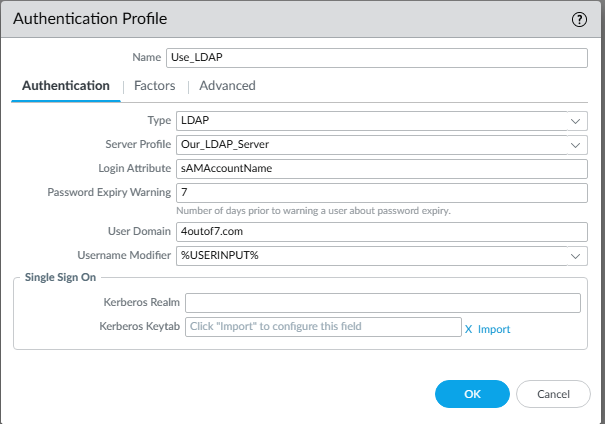 Authentication Profile ?
Name Use_LDAP
Authentication | Factors | Advanced
Type LDAP
Server Profile Our_LDAP_Server
Login Attribute sAMAccountName
Password Expiry Warning 7
Number of days prior to warning a user about password expiry.
User Domain 4outof7.com
Username Modifier %USERINPUT%
Single Sign On
Kerberos Realm
Kerberos Keytab Click "Import" to configure this field X Import
OK Cancel